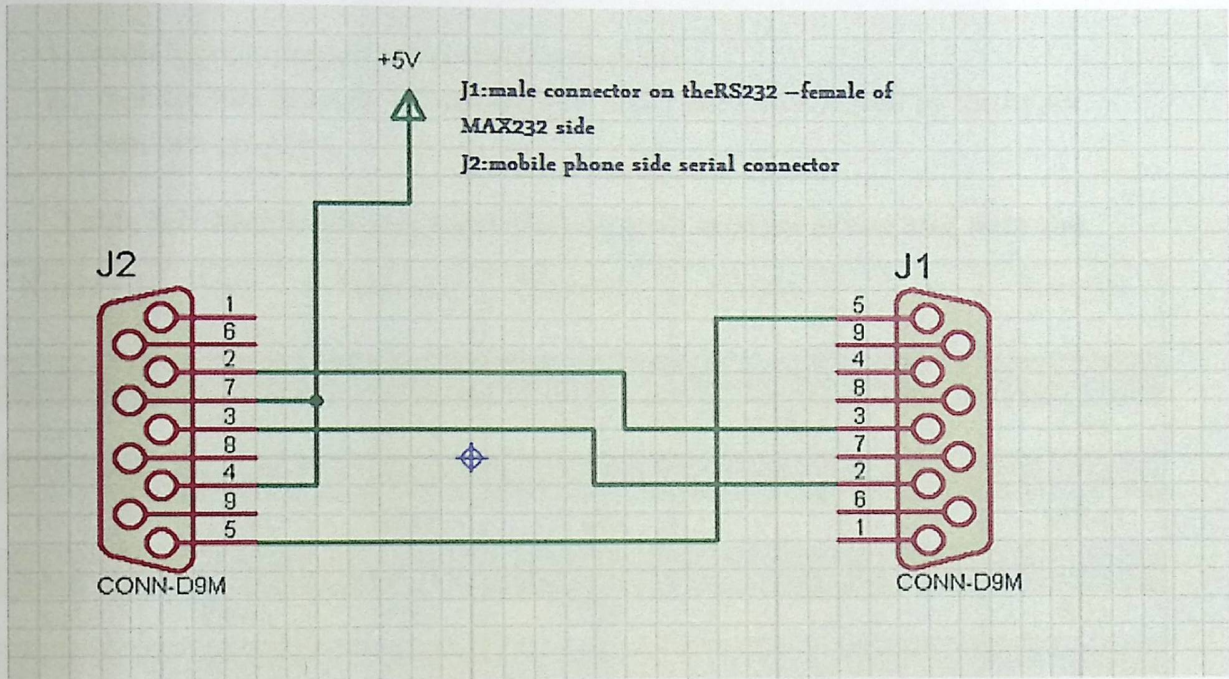 +5V
J1:male connector on theRS232 –female of
MAX232 side
J2:mobile phone side serial connector
J2
1
6
2
7
3
8
4
9
5
CONN-D9M
J1
5
9
4
8
3
7
2
6
1
CONN-D9M